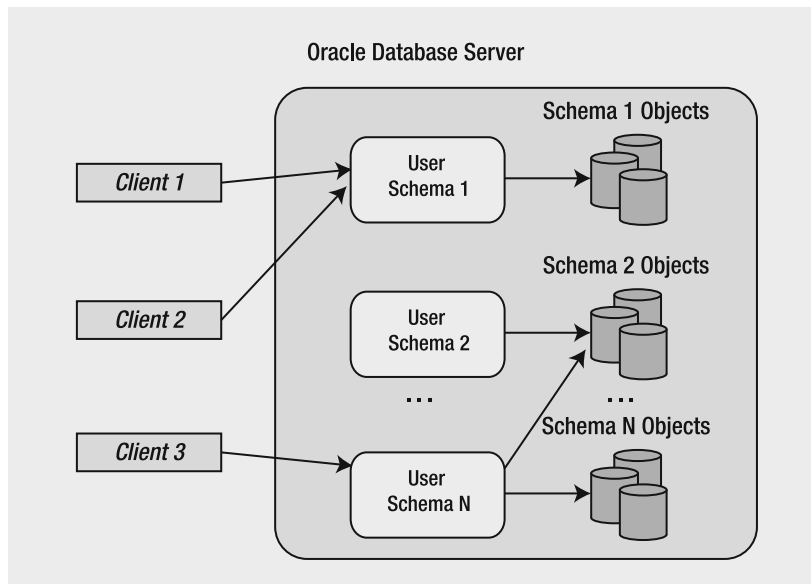 Oracle Database Server
Schema 1 Objects
Client 1
User
Schema 1
Client 2
Schema 2 Objects
User
Schema 2
...
...
Schema N Objects
Client 3
User
Schema N